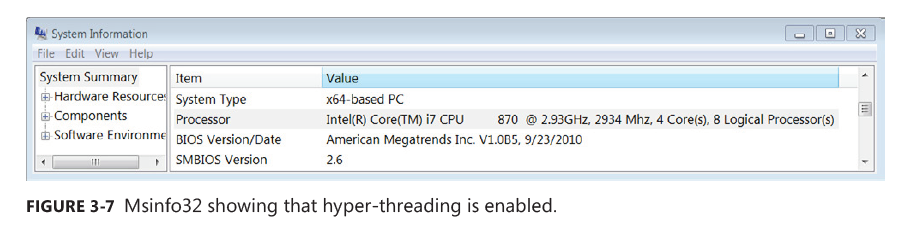 System Information
File Edit View Help
System Summary
Hardware Resources
Components
Software Environme
Item Value
System Type x64-based PC
Processor Intel(R) Core(TM) i7 CPU 870 @ 2.93GHz, 2934 Mhz, 4 Core(s), 8 Logical Processor(s)
BIOS Version/Date American Megatrends Inc. V1.0B5, 9/23/2010
SMBIOS Version 2.6
FIGURE 3-7 Msinfo32 showing that hyper-threading is enabled.